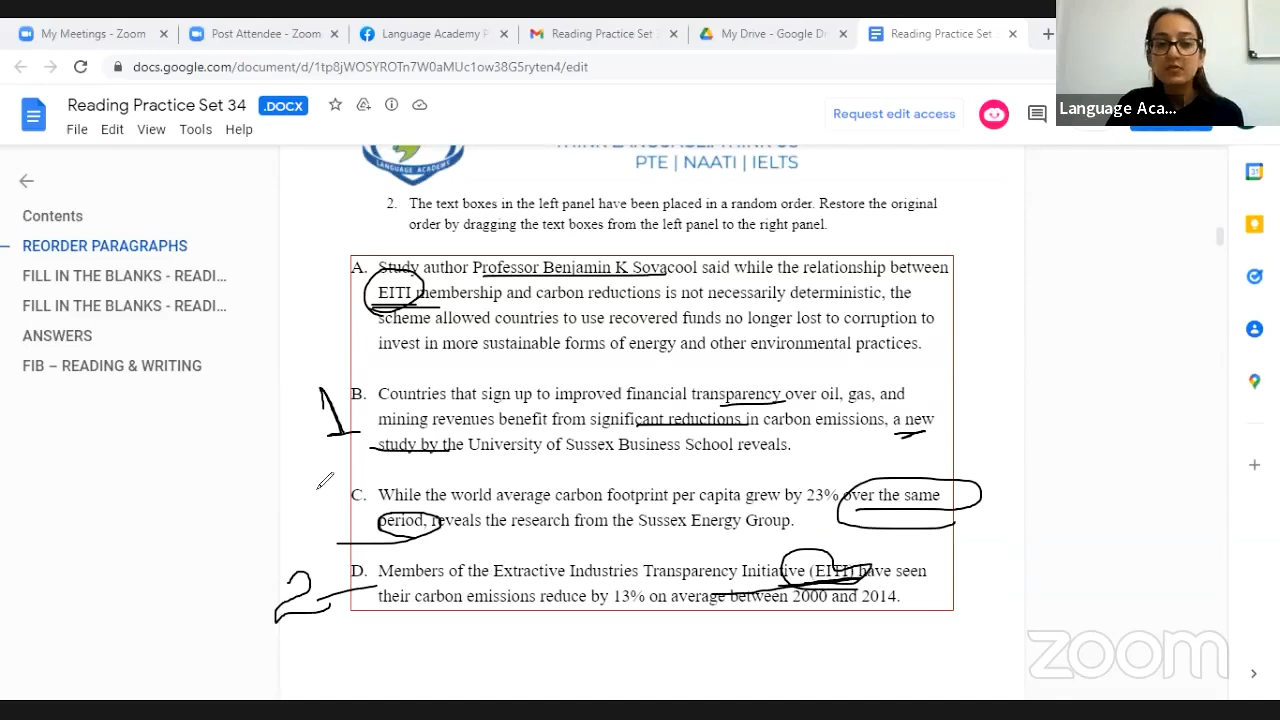 My Meetings - Zoom
Post Attendee - Zoom
Language Academy P
Reading Practice Set
My Drive - Google Dr
Reading Practice Set
docs.google.com/document/d/1tp8jWOSYROTn7W0aMUc1ow38G5ryten4/edit
Reading Practice Set 34 .DOCX
Request edit access
Language Aca...
File Edit View Tools Help
LANGUAGE ACADEMY
PTE | NAATI | IELTS
Contents
REORDER PARAGRAPHS
FILL IN THE BLANKS - READI...
FILL IN THE BLANKS - READI...
ANSWERS
FIB – READING & WRITING
2. The text boxes in the left panel have been placed in a random order. Restore the original
order by dragging the text boxes from the left panel to the right panel.
A. Study author Professor Benjamin K Sovacool said while the relationship between
EITI membership and carbon reductions is not necessarily deterministic, the
scheme allowed countries to use recovered funds no longer lost to corruption to
invest in more sustainable forms of energy and other environmental practices.
1
B. Countries that sign up to improved financial transparency over oil, gas, and
mining revenues benefit from significant reductions in carbon emissions, a new
study by the University of Sussex Business School reveals.
C. While the world average carbon footprint per capita grew by 23% over the same
period, reveals the research from the Sussex Energy Group.
2
D. Members of the Extractive Industries Transparency Initiative (EITI) have seen
their carbon emissions reduce by 13% on average between 2000 and 2014.
zoom